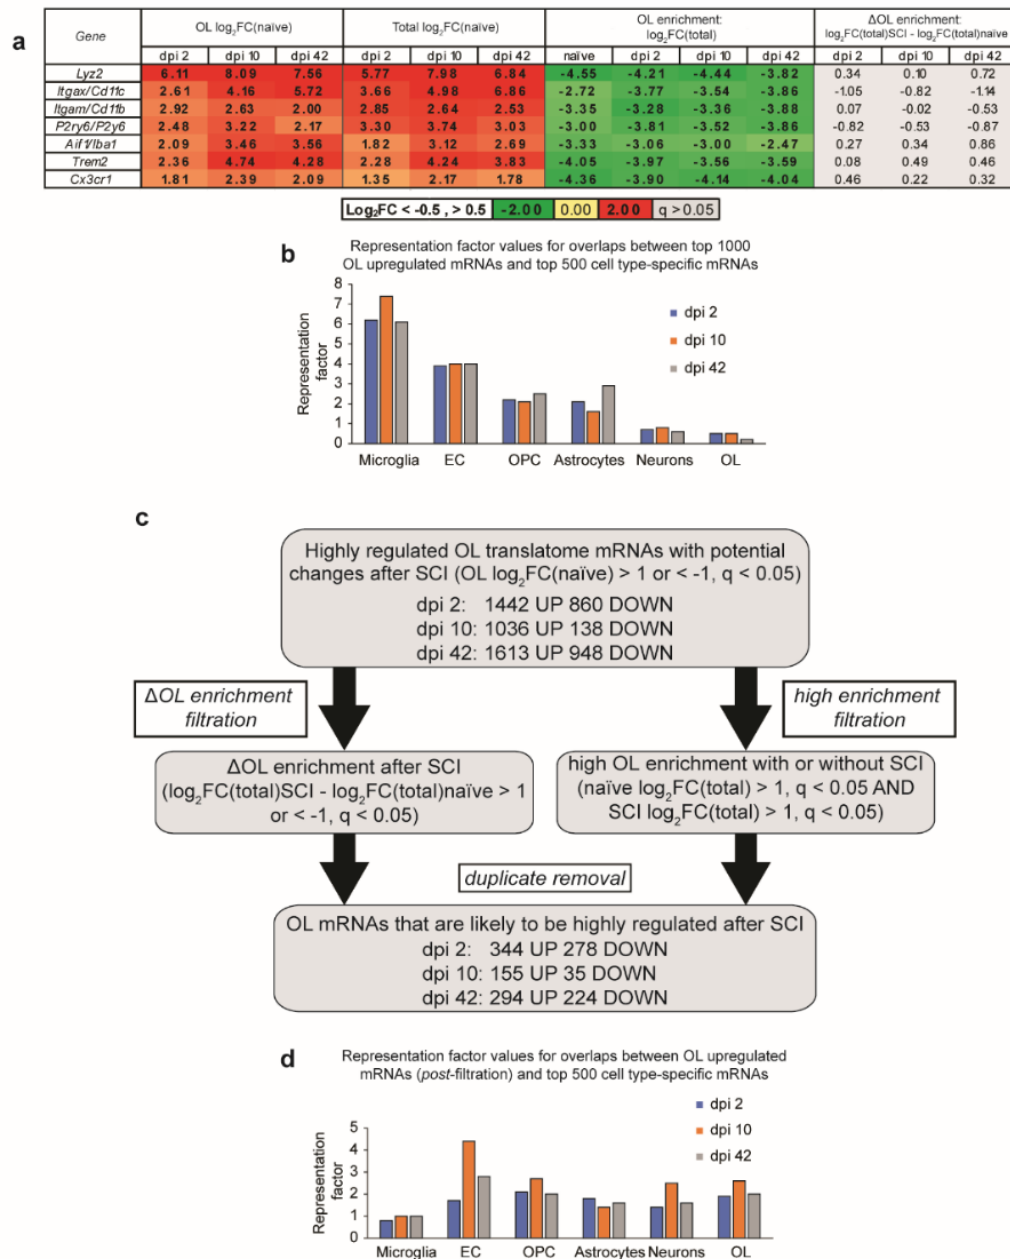 a
Gene OL log₂FC(naïve) Total log₂FC(naïve) OL enrichment: log₂FC(total) ΔOL enrichment: log₂FC(total)SCI - log₂FC(total)naïve
dpi 2 dpi 10 dpi 42 dpi 2 dpi 10 dpi 42 naïve dpi 2 dpi 10 dpi 42 dpi 2 dpi 10 dpi 42
Lyz2 6.11 8.09 7.56 5.77 7.98 6.84 -4.55 -4.21 -4.44 -3.82 0.34 0.10 0.72
Itgax/Cd11c 2.61 4.16 5.72 3.66 4.98 6.86 -2.72 -3.77 -3.54 -3.86 -1.05 -0.82 -1.14
Itgam/Cd11b 2.92 2.63 2.00 2.85 2.64 2.53 -3.35 -3.28 -3.36 -3.88 0.07 -0.02 -0.53
P2ry6/P2y6 2.48 3.22 2.17 3.30 3.74 3.03 -3.00 -3.81 -3.52 -3.86 -0.82 -0.53 -0.87
Aif1/Iba1 2.09 3.46 3.56 1.82 3.12 2.69 -3.33 -3.06 -3.00 -2.47 0.27 0.34 0.86
Trem2 2.36 4.74 4.28 2.28 4.24 3.83 -4.05 -3.97 -3.56 -3.59 0.08 0.49 0.46
Cx3cr1 1.81 2.39 2.09 1.35 2.17 1.78 -4.36 -3.90 -4.14 -4.04 0.46 0.22 0.32
Log₂FC < -0.5 , > 0.5 -2.00 0.00 2.00 q > 0.05
b
Representation factor values for overlaps between top 1000
OL upregulated mRNAs and top 500 cell type-specific mRNAs
Representation
factor
8
7
6
5
4
3
2
1
0
dpi 2
dpi 10
dpi 42
Microglia EC OPC Astrocytes Neurons OL
c
Highly regulated OL translatome mRNAs with potential
changes after SCI (OL log₂FC(naïve) > 1 or < -1, q < 0.05)
dpi 2: 1442 UP 860 DOWN
dpi 10: 1036 UP 138 DOWN
dpi 42: 1613 UP 948 DOWN
ΔOL enrichment
filtration
high enrichment
filtration
ΔOL enrichment after SCI
(log₂FC(total)SCI - log₂FC(total)naïve > 1
or < -1, q < 0.05)
high OL enrichment with or without SCI
(naïve log₂FC(total) > 1, q < 0.05 AND
SCI log₂FC(total) > 1, q < 0.05)
duplicate removal
OL mRNAs that are likely to be highly regulated after SCI
dpi 2: 344 UP 278 DOWN
dpi 10: 155 UP 35 DOWN
dpi 42: 294 UP 224 DOWN
d
Representation factor values for overlaps between OL upregulated
mRNAs (post-filtration) and top 500 cell type-specific mRNAs
Representation
factor
5
4
3
2
1
0
dpi 2
dpi 10
dpi 42
Microglia EC OPC Astrocytes Neurons OL